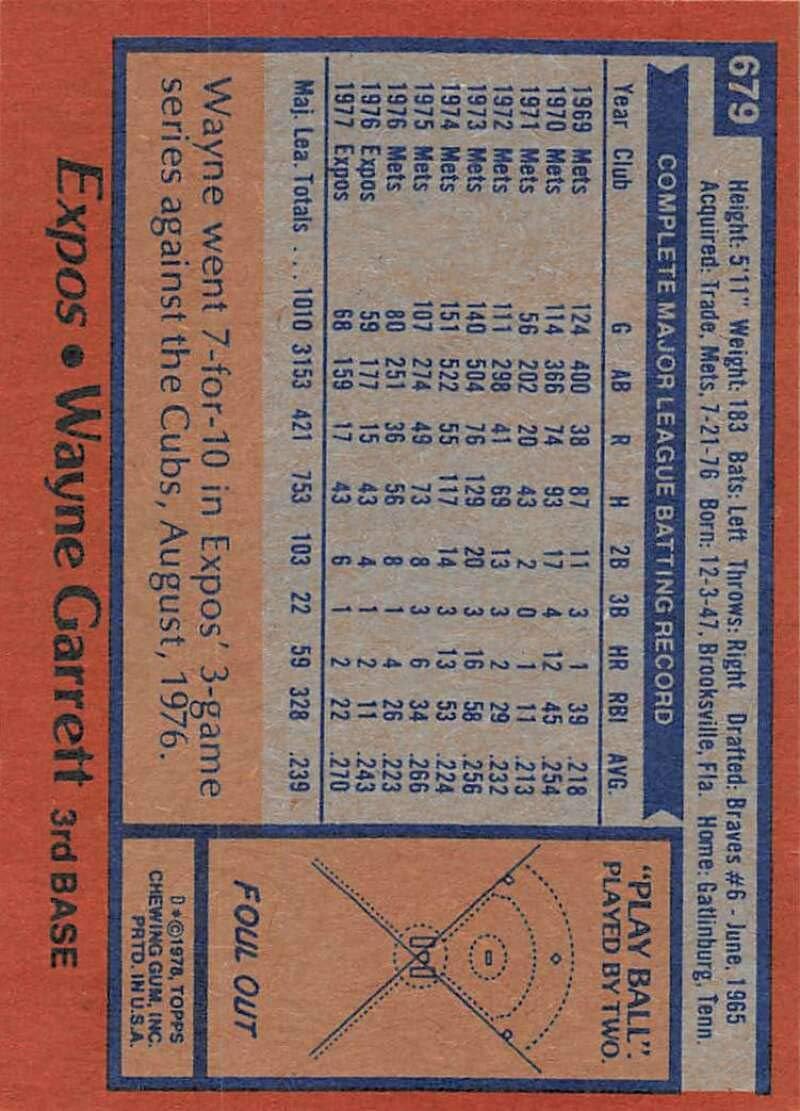 679
Height: 5'11" Weight: 183 Bats: Left Throws: Right Drafted: Braves #6 - June, 1965
Acquired: Trade, Mets, 7-21-76 Born: 12-3-47, Brooksville, Fla. Home: Gatlinburg, Tenn.
COMPLETE MAJOR LEAGUE BATTING RECORD
Year Club G AB R H 2B 3B HR RBI AVG.
1969 Mets 124 400 38 87 11 3 1 39 .218
1970 Mets 114 366 74 93 17 4 12 45 .254
1971 Mets 56 202 20 43 2 0 1 11 .213
1972 Mets 111 298 41 69 13 3 2 29 .232
1973 Mets 140 504 76 129 20 3 16 58 .256
1974 Mets 151 522 55 117 14 3 13 53 .224
1975 Mets 107 274 49 73 8 3 6 34 .266
1976 Mets 80 251 36 56 8 1 4 26 .223
1976 Expos 59 177 15 43 4 1 2 11 .243
1977 Expos 68 159 17 43 6 1 2 22 .270
Maj. Lea. Totals ... 1010 3153 421 753 103 22 59 328 .239
Wayne went 7-for-10 in Expos' 3-game
series against the Cubs, August, 1976.
"PLAY BALL".
PLAYED BY TWO.
FOUL OUT
D*©1978, TOPPS
CHEWING GUM, INC.
PRTD. IN U.S.A.
Expos • Wayne Garrett 3rd BASE